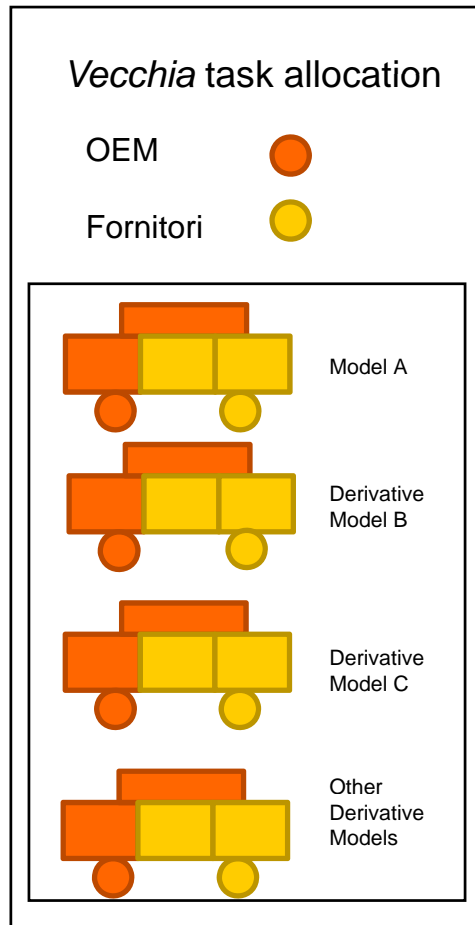 Vecchia task allocation
OEM
Fornitori
Model A
Derivative
Model B
Derivative
Model C
Other
Derivative
Models